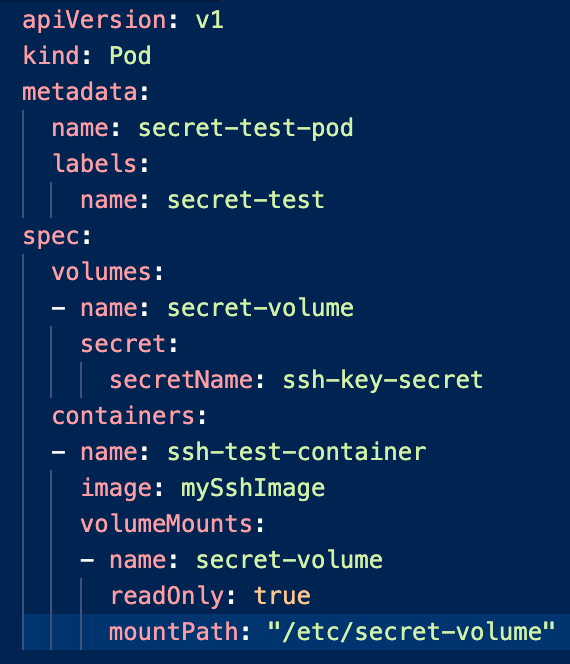 apiVersion: v1
kind: Pod
metadata:
  name: secret-test-pod
  labels:
    name: secret-test
spec:
  volumes:
  - name: secret-volume
    secret:
      secretName: ssh-key-secret
  containers:
  - name: ssh-test-container
    image: mySshImage
    volumeMounts:
    - name: secret-volume
      readOnly: true
      mountPath: "/etc/secret-volume"